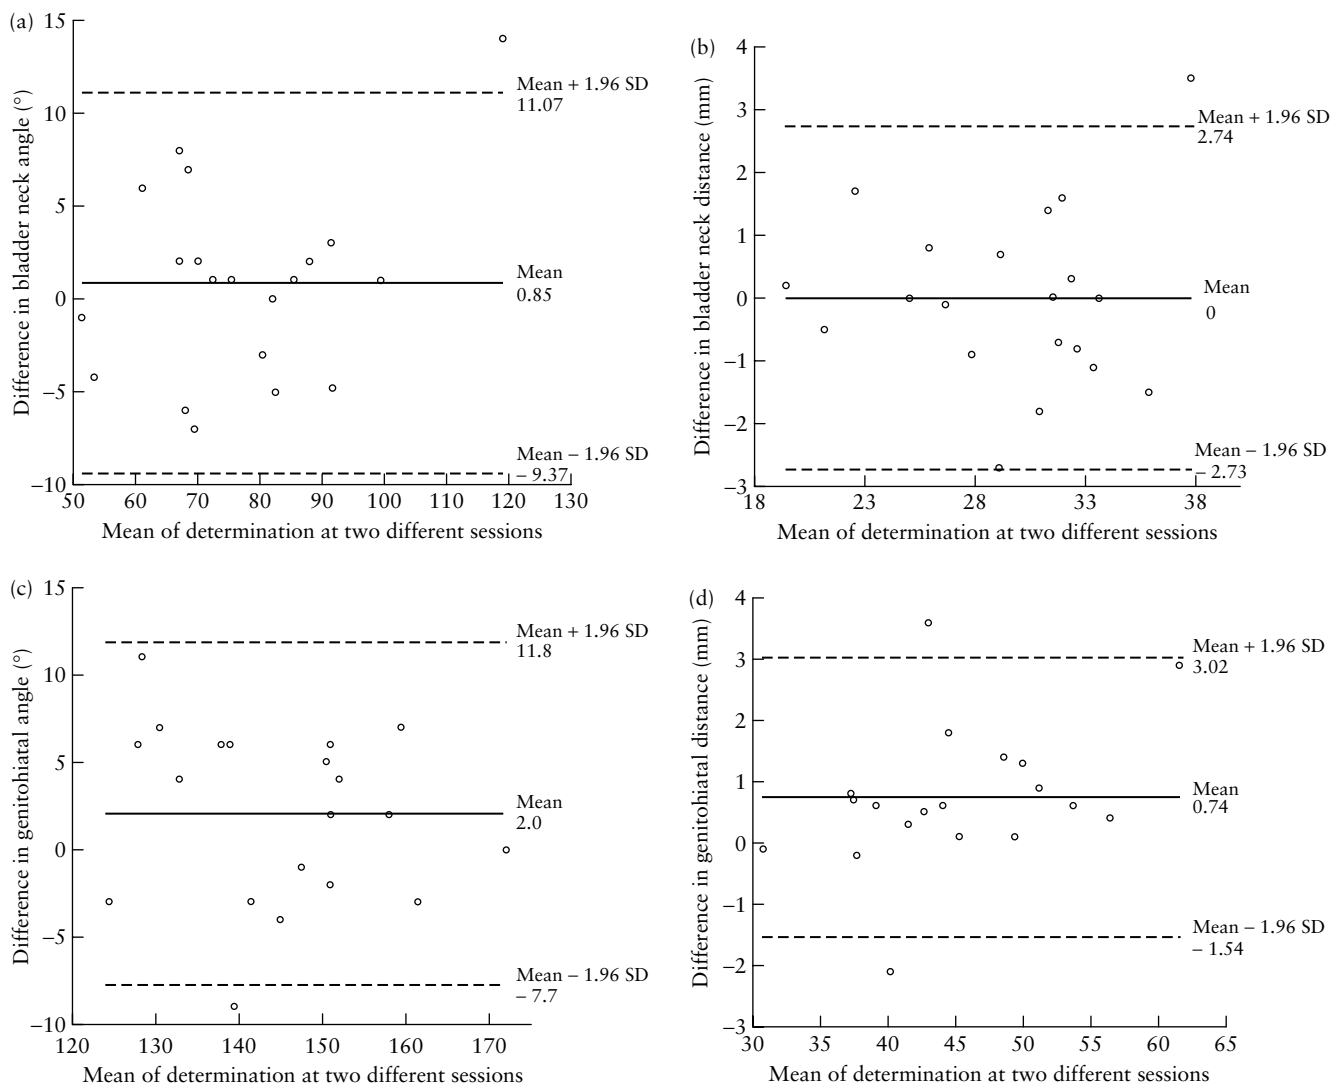 (a)
Difference in bladder neck angle (°)
15
10
5
0
–5
–10
Mean + 1.96 SD
11.07
Mean
0.85
Mean – 1.96 SD
– 9.37
50 60 70 80 90 100 110 120 130
Mean of determination at two different sessions
(b)
Difference in bladder neck distance (mm)
4
3
2
1
0
–1
–2
–3
Mean + 1.96 SD
2.74
Mean
0
Mean – 1.96 SD
– 2.73
18 23 28 33 38
Mean of determination at two different sessions
(c)
Difference in genitohiatal angle (°)
15
10
5
0
–5
–10
Mean + 1.96 SD
11.8
Mean
2.0
Mean – 1.96 SD
– 7.7
120 130 140 150 160 170
Mean of determination at two different sessions
(d)
Difference in genitohiatal distance (mm)
4
3
2
1
0
–1
–2
–3
Mean + 1.96 SD
3.02
Mean
0.74
Mean – 1.96 SD
– 1.54
30 35 40 45 50 55 60 65
Mean of determination at two different sessions